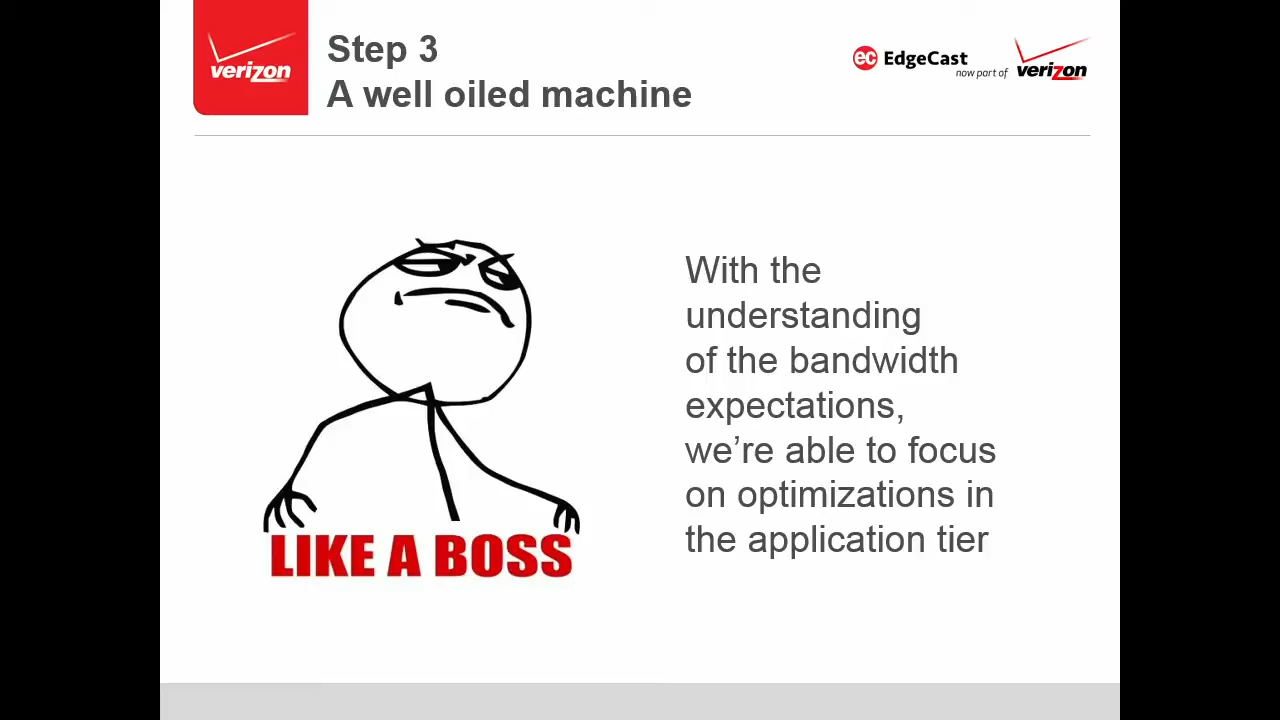 verizon
Step 3
A well oiled machine
ec EdgeCast
now part of verizon
With the
understanding
of the bandwidth
expectations,
we’re able to focus
on optimizations in
the application tier
LIKE A BOSS